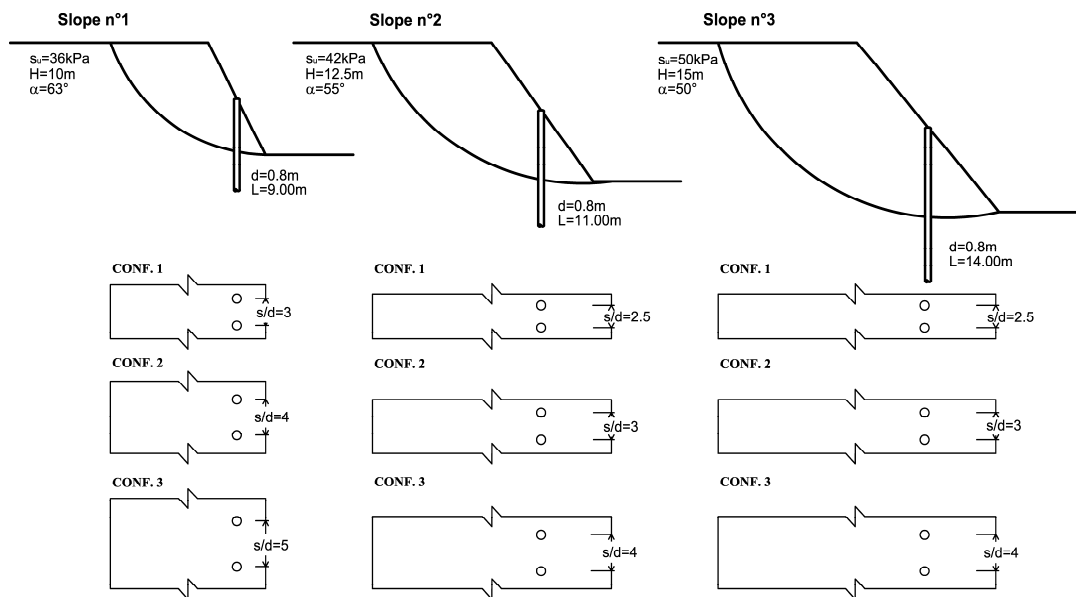 Slope n°1
sᵤ=36kPa
H=10m
α=63°
d=0.8m
L=9.00m
Slope n°2
sᵤ=42kPa
H=12.5m
α=55°
d=0.8m
L=11.00m
Slope n°3
sᵤ=50kPa
H=15m
α=50°
d=0.8m
L=14.00m
CONF. 1
s/d=3
CONF. 1
s/d=2.5
CONF. 1
s/d=2.5
CONF. 2
s/d=4
CONF. 2
s/d=3
CONF. 2
s/d=3
CONF. 3
s/d=5
CONF. 3
s/d=4
CONF. 3
s/d=4